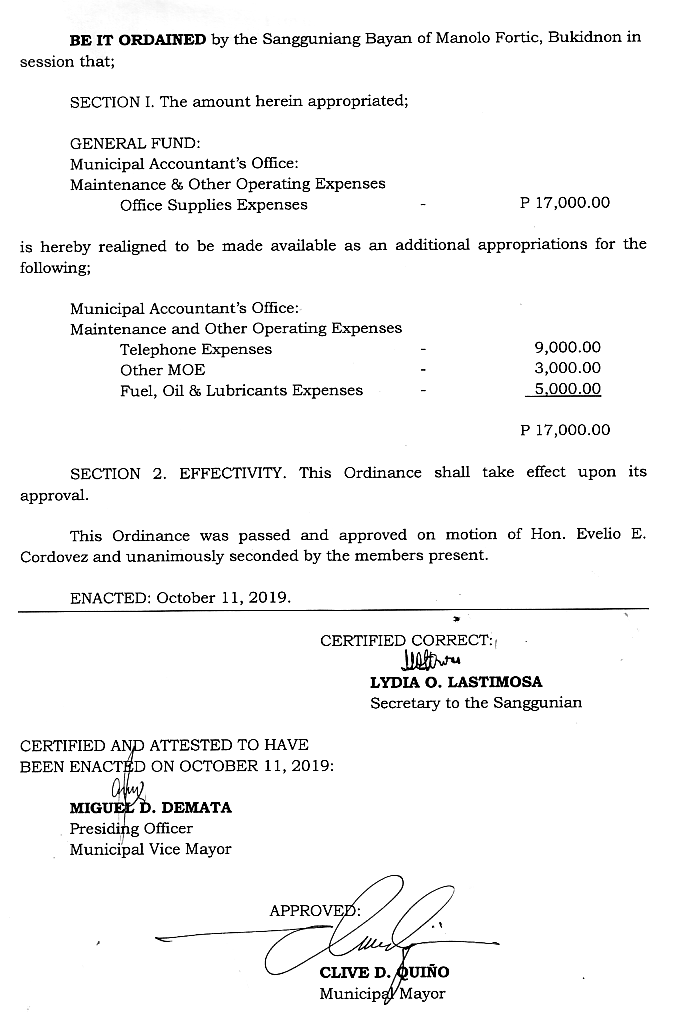 BE IT ORDAINED by the Sangguniang Bayan of Manolo Fortic, Bukidnon in
session that;
SECTION I. The amount herein appropriated;
GENERAL FUND:
Municipal Accountant's Office:
Maintenance & Other Operating Expenses
Office Supplies Expenses - P 17,000.00
is hereby realigned to be made available as an additional appropriations for the
following;
Municipal Accountant's Office:
Maintenance and Other Operating Expenses
Telephone Expenses - 9,000.00
Other MOE - 3,000.00
Fuel, Oil & Lubricants Expenses - 5,000.00
P 17,000.00
SECTION 2. EFFECTIVITY. This Ordinance shall take effect upon its
approval.
This Ordinance was passed and approved on motion of Hon. Evelio E.
Cordovez and unanimously seconded by the members present.
ENACTED: October 11, 2019.
CERTIFIED CORRECT:
LYDIA O. LASTIMOSA
Secretary to the Sanggunian
CERTIFIED AND ATTESTED TO HAVE
BEEN ENACTED ON OCTOBER 11, 2019:
MIGUEL D. DEMATA
Presiding Officer
Municipal Vice Mayor
APPROVED:
CLIVE D. QUIÑO
Municipal Mayor